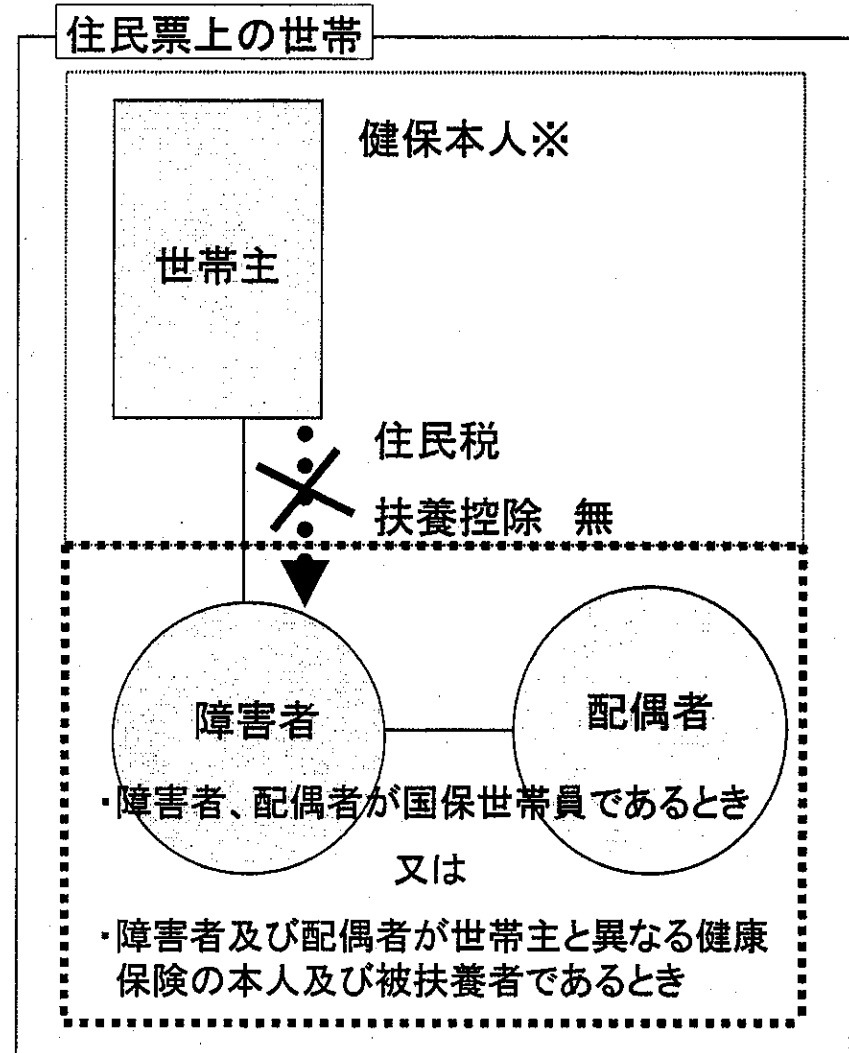 住民票上の世帯
健保本人※
世帯主
住民税
扶養控除 無
障害者
配偶者
・障害者、配偶者が国保世帯員であるとき
又は
・障害者及び配偶者が世帯主と異なる健康
保険の本人及び被扶養者であるとき